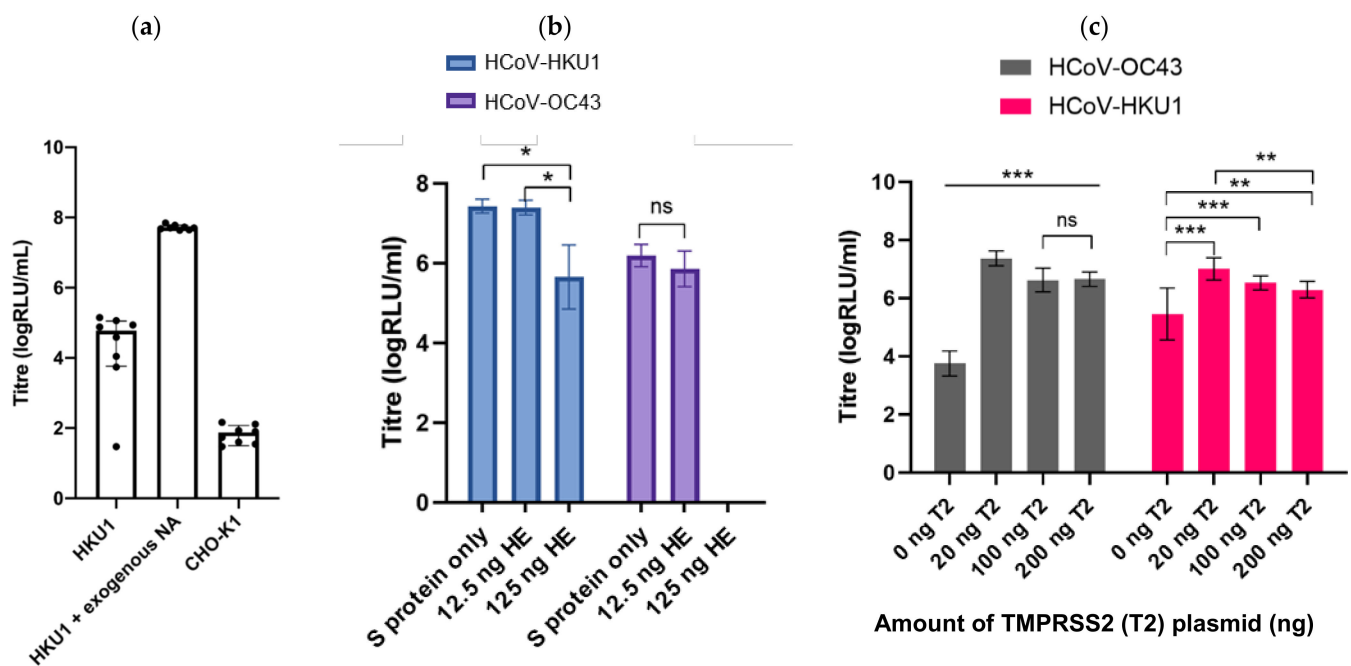 (a)
(b)
(c)
HCoV-HKU1
HCoV-OC43
HCoV-OC43
HCoV-HKU1
Titre (logRLU/mL)
10
8
6
4
2
0
HKU1
HKU1 + exogenous NA
CHO-K1
Titre (logRLU/ml)
8
6
4
2
0
*
*
ns
S protein only
12.5 ng HE
125 ng HE
S protein only
12.5 ng HE
125 ng HE
Titre (logRLU/ml)
10
8
6
4
2
0
***
ns
**
**
***
***
0 ng T2
20 ng T2
100 ng T2
200 ng T2
0 ng T2
20 ng T2
100 ng T2
200 ng T2
Amount of TMPRSS2 (T2) plasmid (ng)